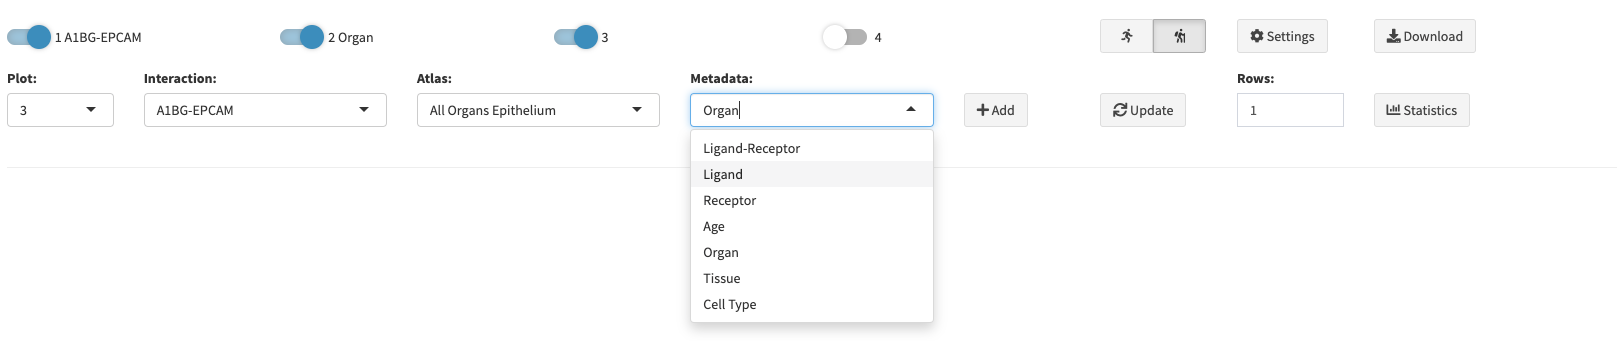 1 A1BG-EPCAM 2 Organ 3 4 Settings Download
Plot: Interaction: Atlas: Metadata: Rows:
3 A1BG-EPCAM All Organs Epithelium Organ Add Update 1 Statistics
Ligand-Receptor
Ligand
Receptor
Age
Organ
Tissue
Cell Type